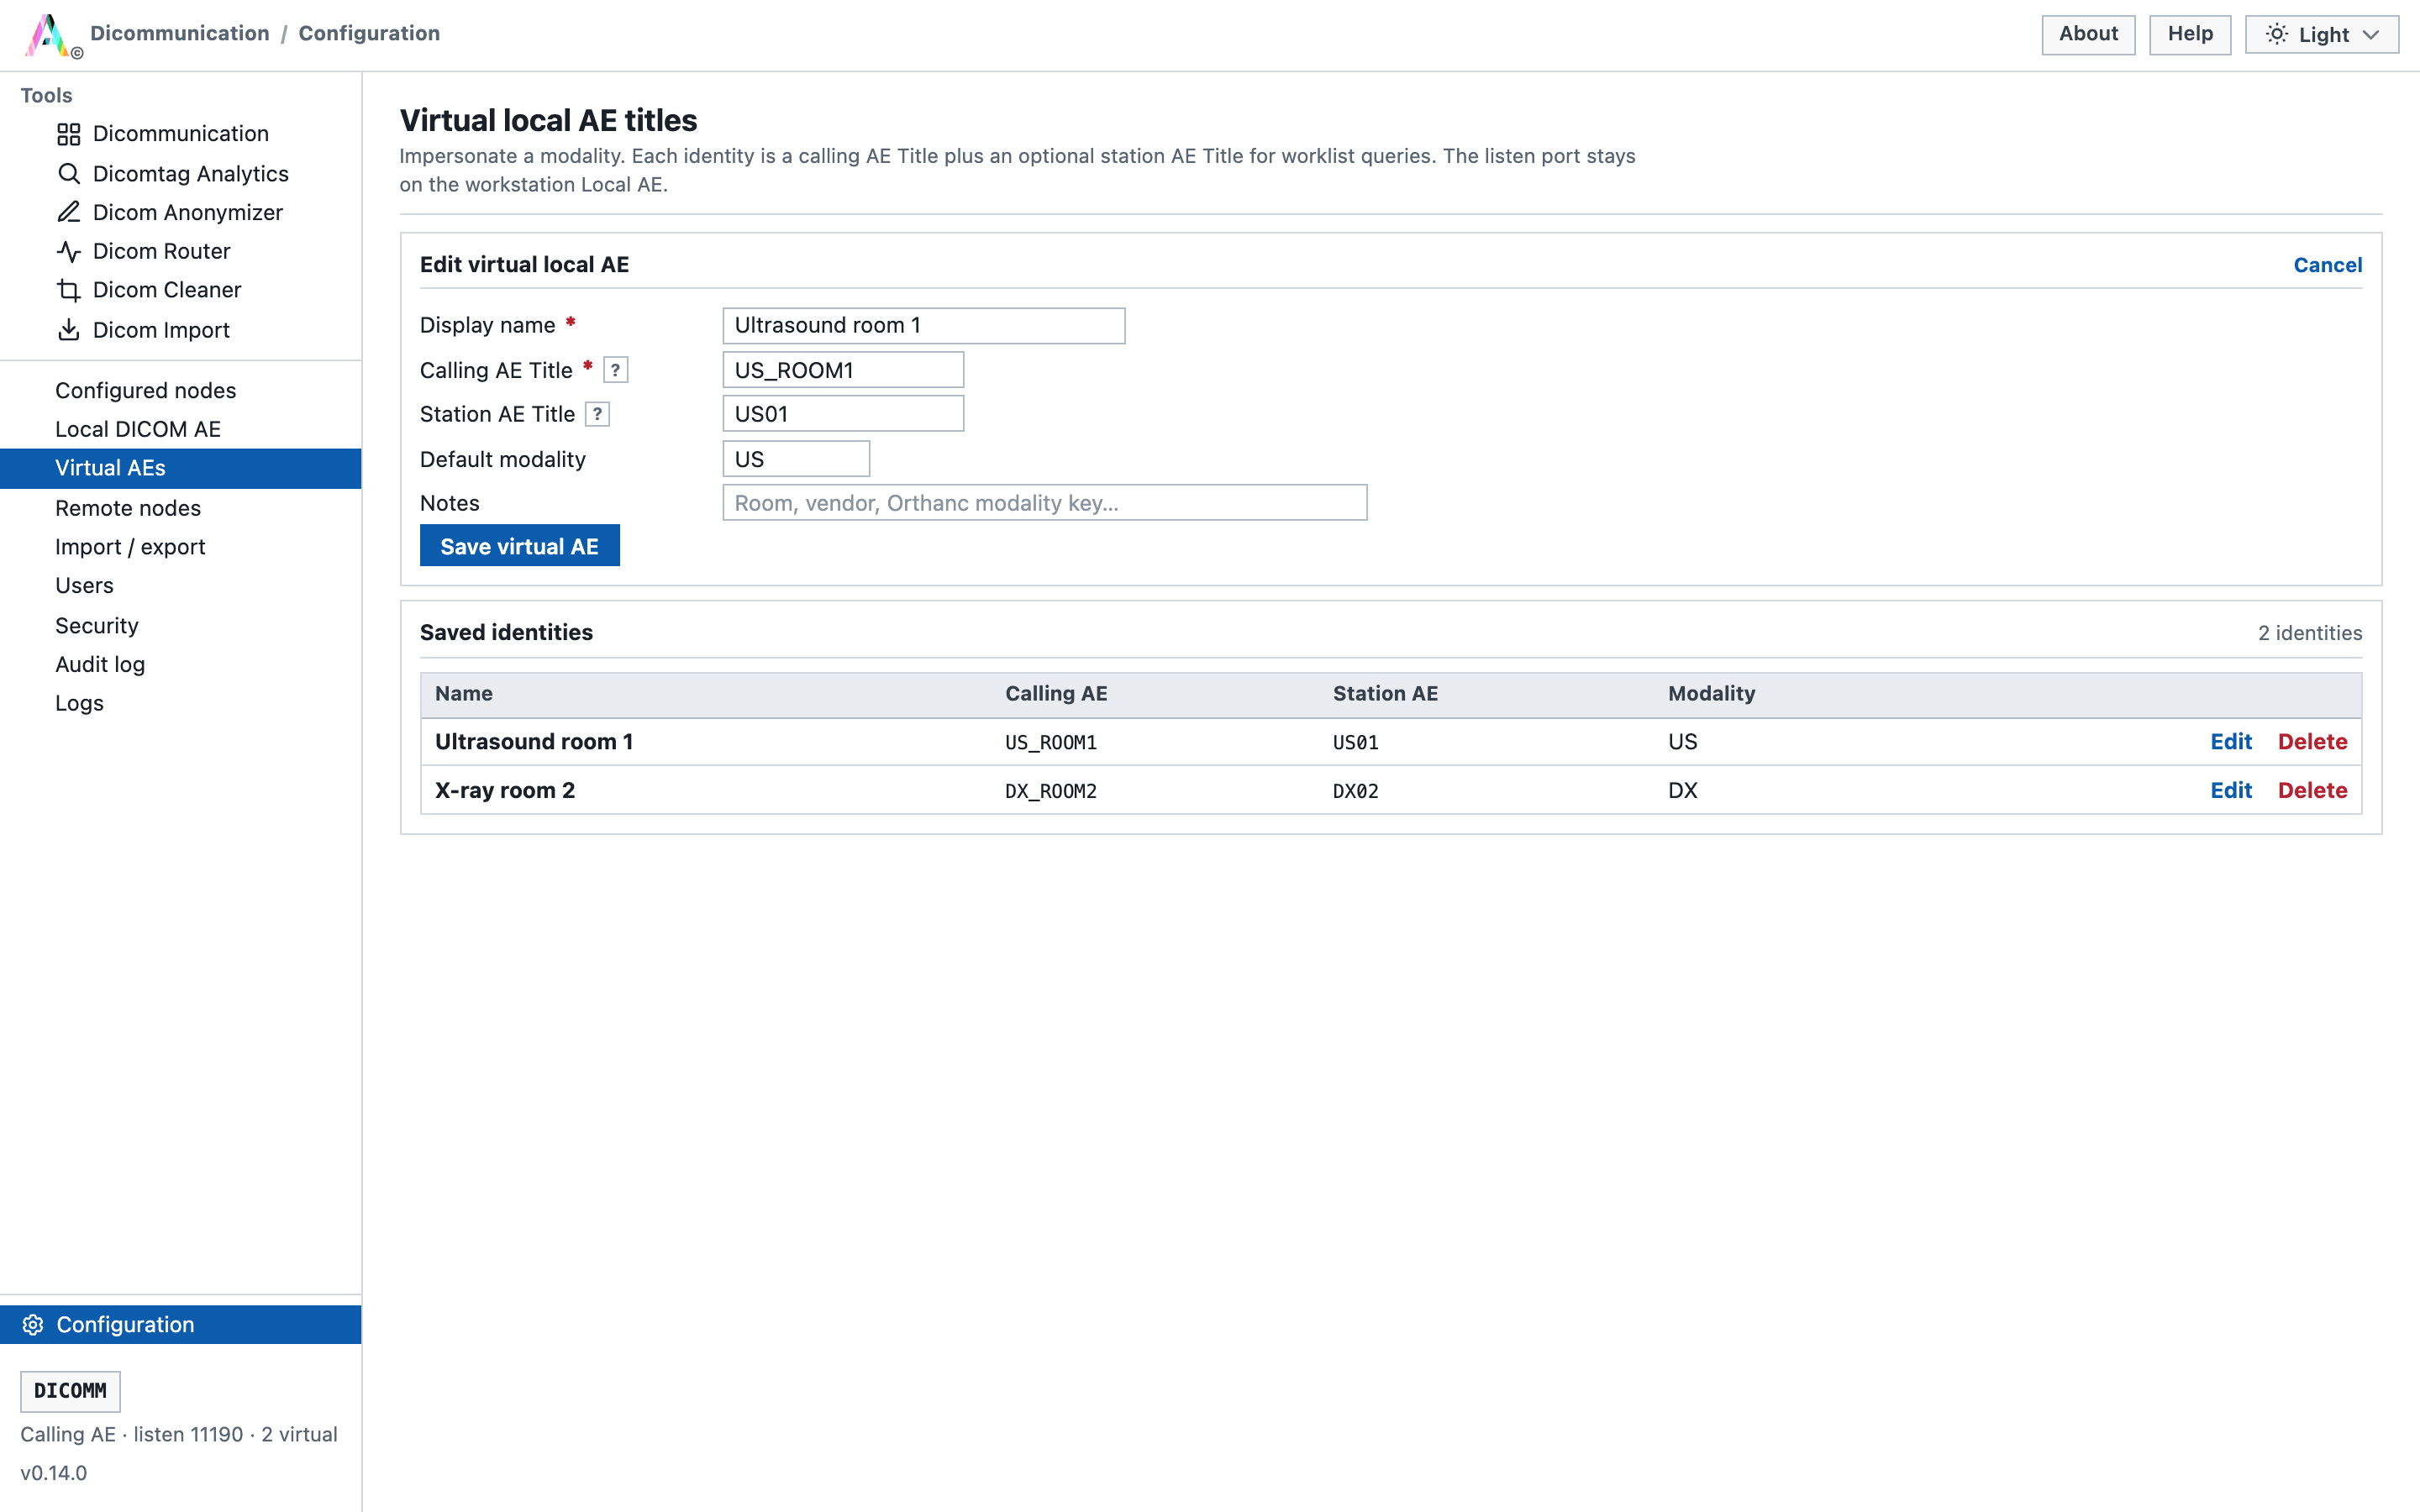 Dicommunication / Configuration
About
Help
Light
Tools
Dicommunication
Dicomtag Analytics
Dicom Anonymizer
Dicom Router
Dicom Cleaner
Dicom Import
Configured nodes
Local DICOM AE
Virtual AEs
Remote nodes
Import / export
Users
Security
Audit log
Logs
Configuration
DICOMM
Calling AE · listen 11190 · 2 virtual
v0.14.0
Virtual local AE titles
Impersonate a modality. Each identity is a calling AE Title plus an optional station AE Title for worklist queries. The listen port stays
on the workstation Local AE.
Edit virtual local AE
Cancel
Display name * Ultrasound room 1
Calling AE Title * ? US_ROOM1
Station AE Title ? US01
Default modality US
Notes Room, vendor, Orthanc modality key...
Save virtual AE
Saved identities
2 identities
Name Calling AE Station AE Modality
Ultrasound room 1 US_ROOM1 US01 US Edit Delete
X-ray room 2 DX_ROOM2 DX02 DX Edit Delete